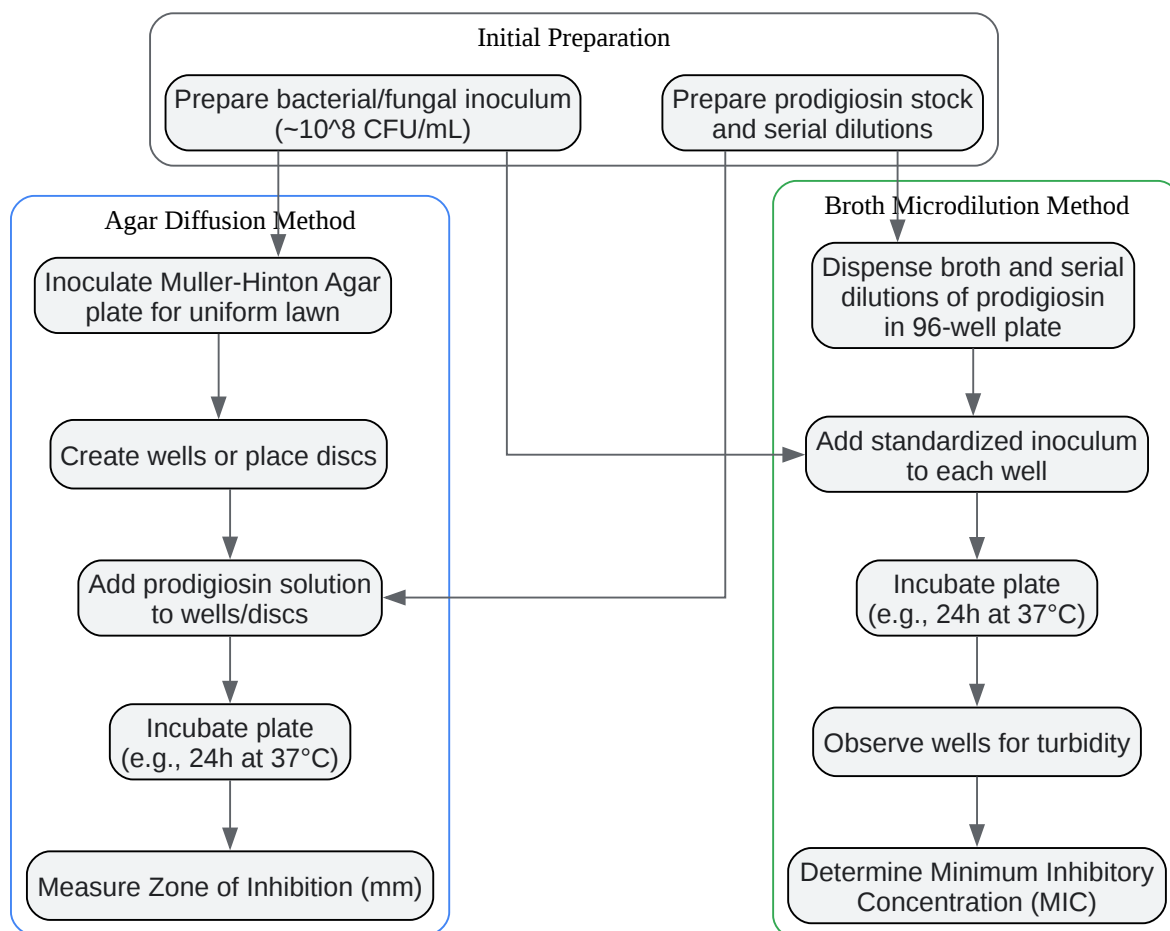 Initial Preparation
Prepare bacterial/fungal inoculum
(~10^8 CFU/mL)
Prepare prodigiosin stock
and serial dilutions
Agar Diffusion Method
Inoculate Muller-Hinton Agar
plate for uniform lawn
Create wells or place discs
Add prodigiosin solution
to wells/discs
Incubate plate
(e.g., 24h at 37°C)
Measure Zone of Inhibition (mm)
Broth Microdilution Method
Dispense broth and serial
dilutions of prodigiosin
in 96-well plate
Add standardized inoculum
to each well
Incubate plate
(e.g., 24h at 37°C)
Observe wells for turbidity
Determine Minimum Inhibitory
Concentration (MIC)